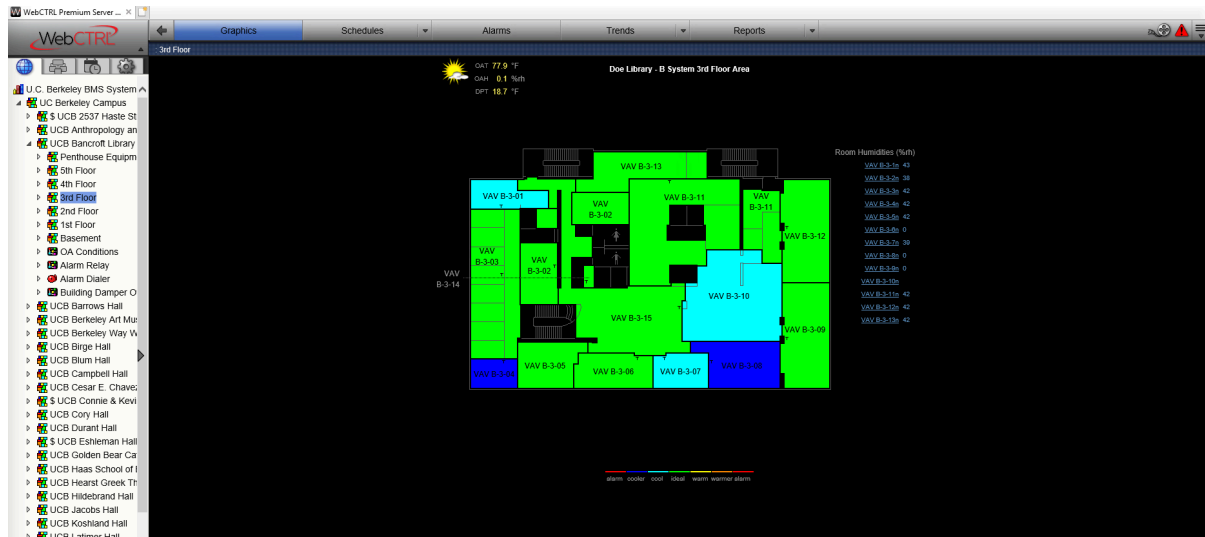 WebCTRL Premium Server ... ×
WebCTRL
Graphics
Schedules
Alarms
Trends
Reports
3rd Floor
U.C. Berkeley BMS System
UC Berkeley Campus
$ UCB 2537 Haste St
UCB Anthropology an
UCB Bancroft Library
Penthouse Equipm
5th Floor
4th Floor
3rd Floor
2nd Floor
1st Floor
Basement
OA Conditions
Alarm Relay
Alarm Dialer
Building Damper O
UCB Barrows Hall
UCB Berkeley Art Mu
UCB Berkeley Way W
UCB Birge Hall
UCB Blum Hall
UCB Campbell Hall
UCB Cesar E. Chavez
$ UCB Connie & Kevi
UCB Cory Hall
UCB Durant Hall
$ UCB Eshleman Hall
UCB Golden Bear Ca
UCB Haas School of
UCB Hearst Greek Th
UCB Hildebrand Hall
UCB Jacobs Hall
UCB Koshland Hall
UCB Latimer Hall
OAT 77.9 °F
OAH 0.1 %rh
DPT 18.7 °F
Doe Library - B System 3rd Floor Area
VAV B-3-13
VAV B-3-01
VAV
B-3-02
VAV B-3-11
VAV
B-3-11
VAV B-3-12
VAV
B-3-03
VAV
B-3-02
VAV
B-3-14
VAV B-3-10
VAV B-3-15
VAV B-3-09
VAV B-3-04
VAV B-3-05
VAV B-3-06
VAV B-3-07
VAV B-3-08
Room Humidities (%rh)
VAV B-3-1n 43
VAV B-3-2n 38
VAV B-3-3n 42
VAV B-3-4n 42
VAV B-3-5n 42
VAV B-3-6n 0
VAV B-3-7n 39
VAV B-3-8n 0
VAV B-3-9n 0
VAV B-3-10n
VAV B-3-11n 42
VAV B-3-12n 42
VAV B-3-13n 42
alarm cooler cool ideal warm warmer alarm